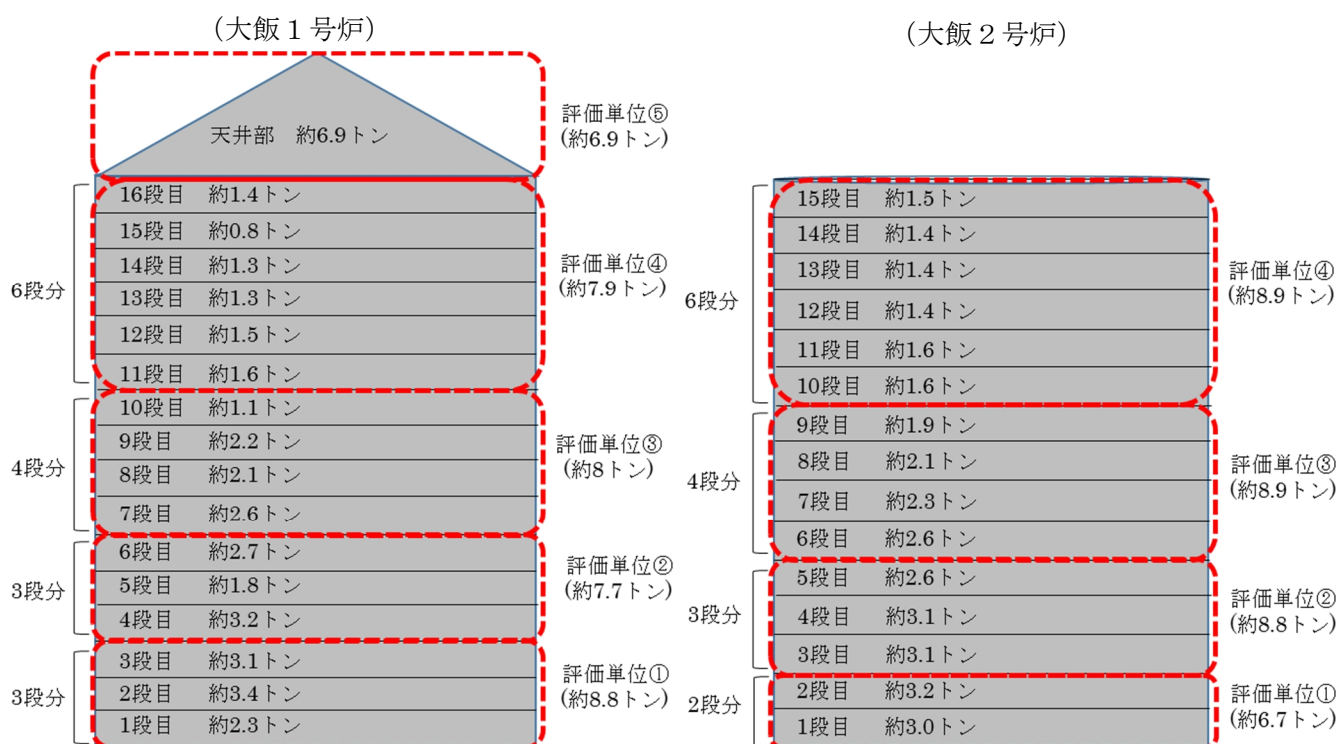 （大飯１号炉）
天井部　約6.9トン
評価単位⑤
(約6.9トン)
16段目　約1.4トン
15段目　約0.8トン
14段目　約1.3トン
13段目　約1.3トン
12段目　約1.5トン
11段目　約1.6トン
6段分
評価単位④
(約7.9トン)
10段目　約1.1トン
9段目　約2.2トン
8段目　約2.1トン
7段目　約2.6トン
4段分
評価単位③
(約8トン)
6段目　約2.7トン
5段目　約1.8トン
4段目　約3.2トン
3段分
評価単位②
(約7.7トン)
3段目　約3.1トン
2段目　約3.4トン
1段目　約2.3トン
3段分
評価単位①
(約8.8トン)
（大飯２号炉）
15段目　約1.5トン
14段目　約1.4トン
13段目　約1.4トン
12段目　約1.4トン
11段目　約1.6トン
10段目　約1.6トン
6段分
評価単位④
(約8.9トン)
9段目　約1.9トン
8段目　約2.1トン
7段目　約2.3トン
6段目　約2.6トン
4段分
評価単位③
(約8.9トン)
5段目　約2.6トン
4段目　約3.1トン
3段目　約3.1トン
3段分
評価単位②
(約8.8トン)
2段目　約3.2トン
1段目　約3.0トン
2段分
評価単位①
(約6.7トン)